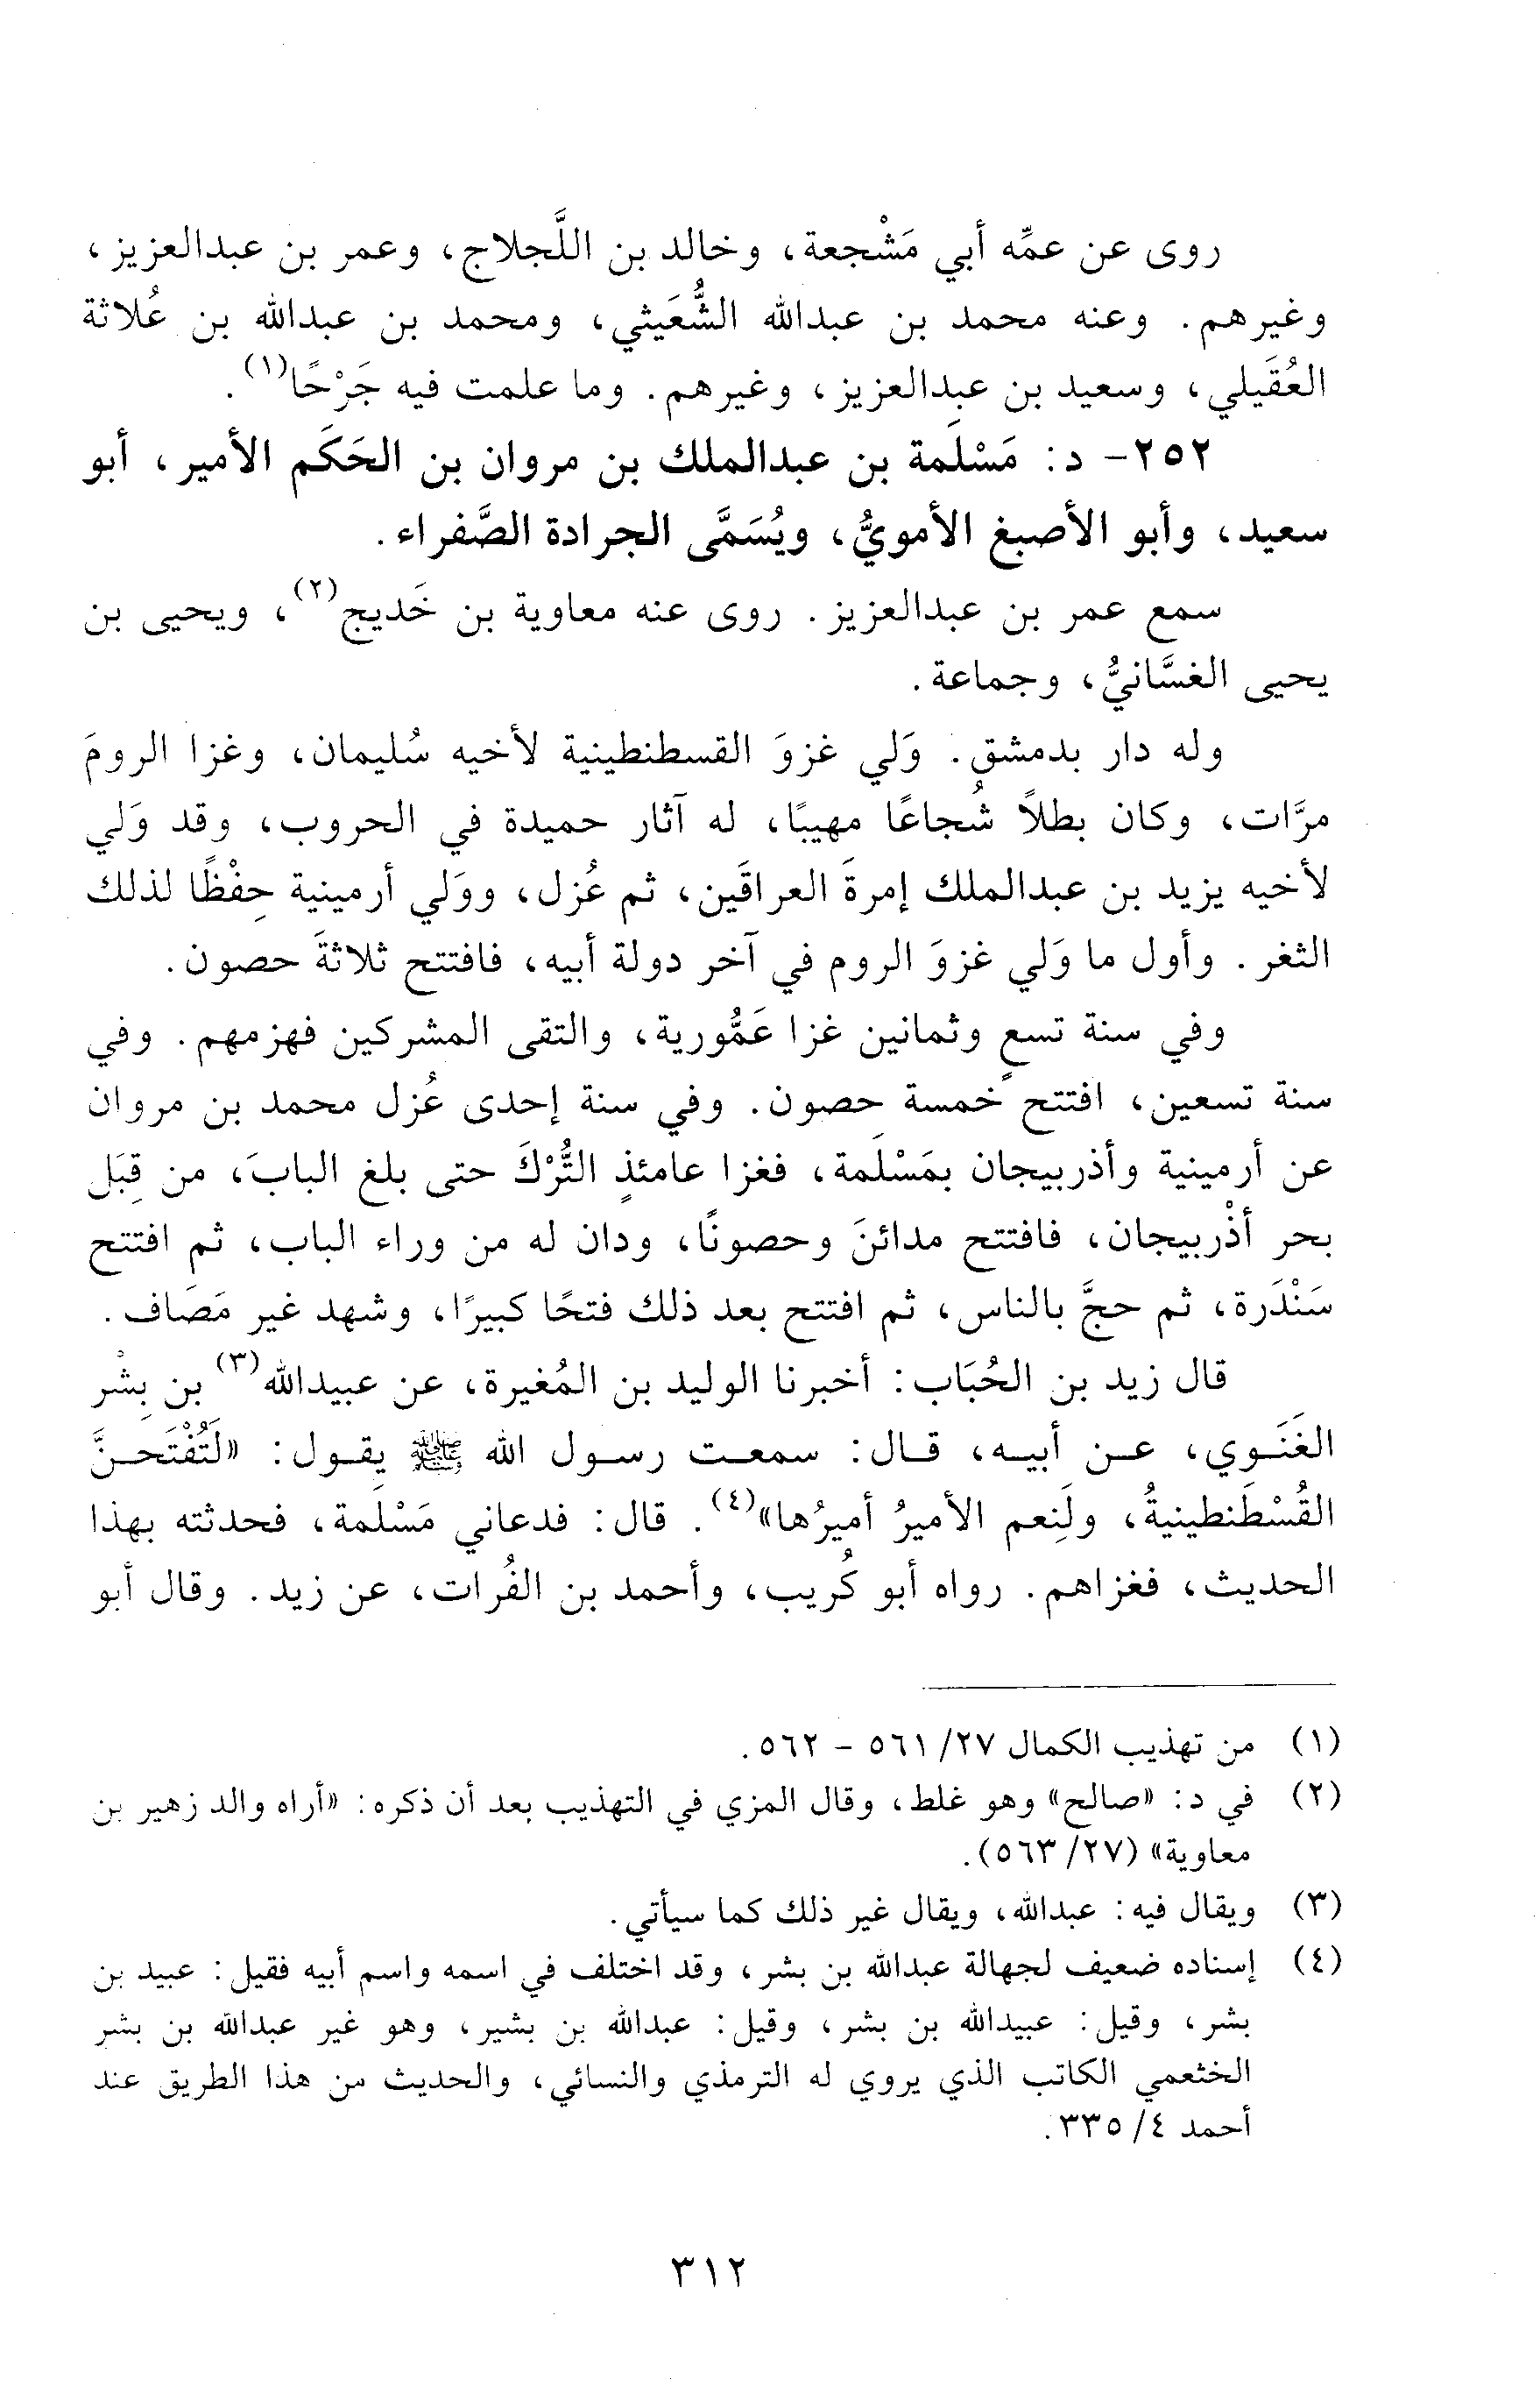 روى عن عمِّه أبي مَشْجعة، وخالد بن اللَّجلاج، وعمر بن عبدالعزيز،
وغيرهم. وعنه محمد بن عبدالله الشُّعَيثي، ومحمد بن عبدالله بن عُلاثة
العُقَيلي، وسعيد بن عبدالعزيز، وغيرهم. وما علمت فيه جَرْحًا(١).
٢٥٢- د: مَسْلَمة بن عبدالملك بن مروان بن الحَكَم الأمير، أبو
سعيد، وأبو الأصبغ الأمويُّ، ويُسَمَّى الجرادة الصَّفراء.
سمع عمر بن عبدالعزيز. روى عنه معاوية بن خَديج(٢)، ويحيى بن
يحيى الغسَّانيُّ، وجماعة.
وله دار بدمشق. وَلي غزوَ القسطنطينية لأخيه سُليمان، وغزا الرومَ
مرَّات، وكان بطلاً شُجاعًا مهيبًا، له آثار حميدة في الحروب، وقد وَلي
لأخيه يزيد بن عبدالملك إمرةَ العراقَين، ثم عُزل، ووَلي أرمينية حِفْظًا لذلك
الثغر. وأول ما وَلي غزوَ الروم في آخر دولة أبيه، فافتتح ثلاثةَ حصون.
وفي سنة تسعٍ وثمانين غزا عَمُّورية، والتقى المشركين فهزمهم. وفي
سنة تسعين، افتتح خمسة حصون. وفي سنة إحدى عُزل محمد بن مروان
عن أرمينية وأذربيجان بمَسْلَمة، فغزا عامئذٍ التُّرْكَ حتى بلغ البابَ، من قِبَل
بحر أذْربيجان، فافتتح مدائنَ وحصونًا، ودان له من وراء الباب، ثم افتتح
سَنْدَرة، ثم حجَّ بالناس، ثم افتتح بعد ذلك فتحًا كبيرًا، وشهد غير مَصَاف.
قال زيد بن الحُبَاب: أخبرنا الوليد بن المُغيرة، عن عبيدالله(٣) بن بِشْر
الغَنَـوي، عـن أبيـه، قـال: سمعـت رسـول الله ﷺ يقـول: «لَتُفْتَحـنَّ
القُسْطَنطينيةُ، ولَنِعم الأميرُ أميرُها»(٤). قال: فدعاني مَسْلَمة، فحدثته بهذا
الحديث، فغزاهم. رواه أبو كُريب، وأحمد بن الفُرات، عن زيد. وقال أبو
(١) من تهذيب الكمال ٢٧/ ٥٦١ - ٥٦٢.
(٢) في د: «صالح» وهو غلط، وقال المزي في التهذيب بعد أن ذكره: «أراه والد زهير بن
معاوية» (٢٧/ ٥٦٣).
(٣) ويقال فيه: عبدالله، ويقال غير ذلك كما سيأتي.
(٤) إسناده ضعيف لجهالة عبدالله بن بشر، وقد اختلف في اسمه واسم أبيه فقيل: عبيد بن
بشر، وقيل: عبيدالله بن بشر، وقيل: عبدالله بن بشير، وهو غير عبدالله بن بشر
الخثعمي الكاتب الذي يروي له الترمذي والنسائي، والحديث من هذا الطريق عند
أحمد ٤/ ٣٣٥.
٣١٢